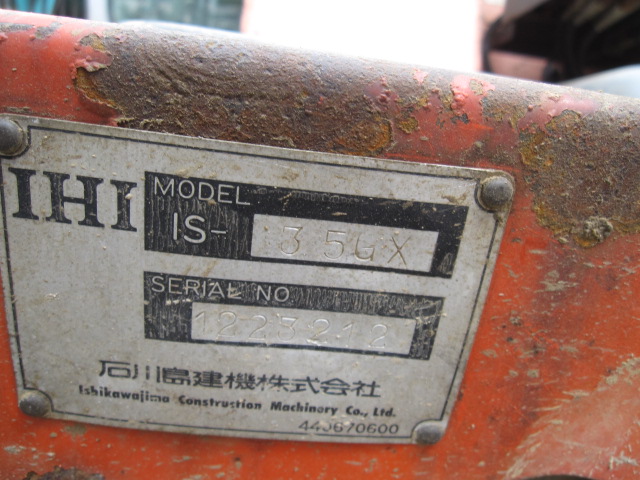 IHI
MODEL
IS- 35GX
SERIAL NO.
1223212
石川島建機株式会社
Ishikawajima Construction Machinery Co., Ltd.
440670600